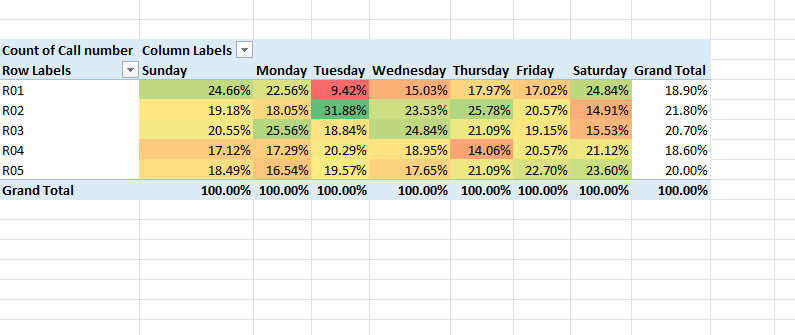 Count of Call number Column Labels
Row Labels Sunday Monday Tuesday Wednesday Thursday Friday Saturday Grand Total
R01 24.66% 22.56% 9.42% 15.03% 17.97% 17.02% 24.84% 18.90%
R02 19.18% 18.05% 31.88% 23.53% 25.78% 20.57% 14.91% 21.80%
R03 20.55% 25.56% 18.84% 24.84% 21.09% 19.15% 15.53% 20.70%
R04 17.12% 17.29% 20.29% 18.95% 14.06% 20.57% 21.12% 18.60%
R05 18.49% 16.54% 19.57% 17.65% 21.09% 22.70% 23.60% 20.00%
Grand Total 100.00% 100.00% 100.00% 100.00% 100.00% 100.00% 100.00% 100.00%